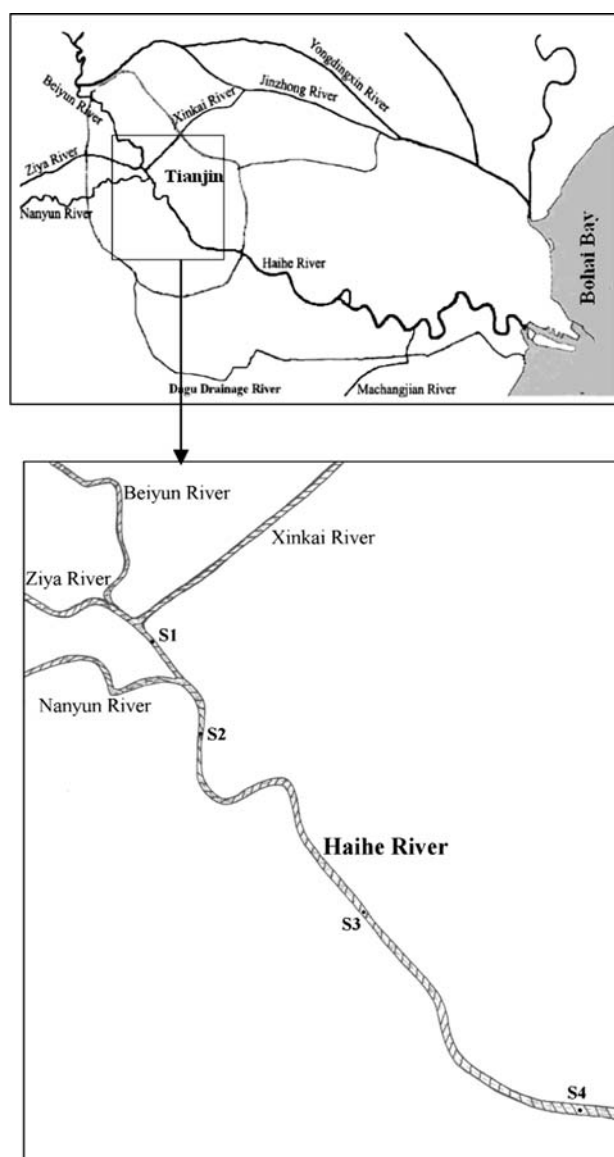 Yongdingxin River
Beiyun River
Jinzhong River
Xinkai River
Ziya River
Tianjin
Nanyun River
Bohai Bay
Haihe River
Dagu Drainage River
Machangjian River
Beiyun River
Xinkai River
Ziya River
S1
Nanyun River
S2
Haihe River
S3
S4